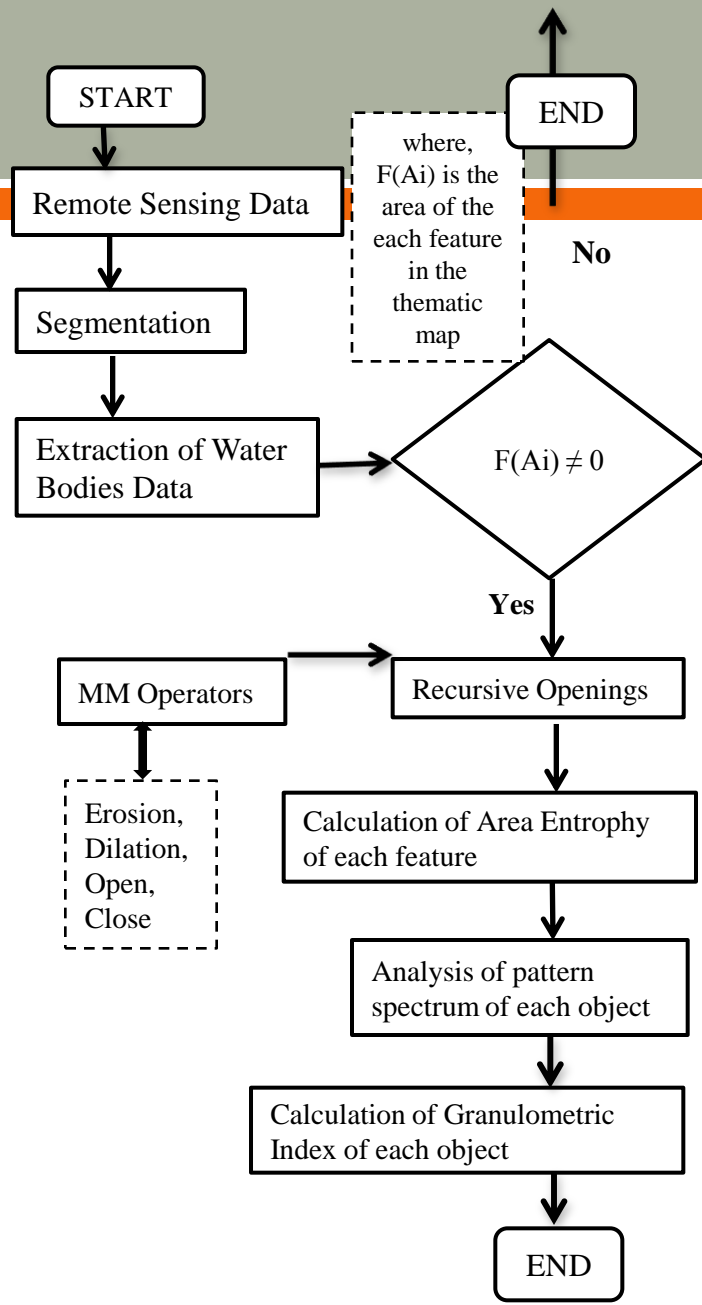 START
Remote Sensing Data
Segmentation
Extraction of Water
Bodies Data
where,
F(Ai) is the
area of the
each feature
in the
thematic
map
END
No
F(Ai) ≠ 0
Yes
MM Operators
Erosion,
Dilation,
Open,
Close
Recursive Openings
Calculation of Area Entrophy
of each feature
Analysis of pattern
spectrum of each object
Calculation of Granulometric
Index of each object
END